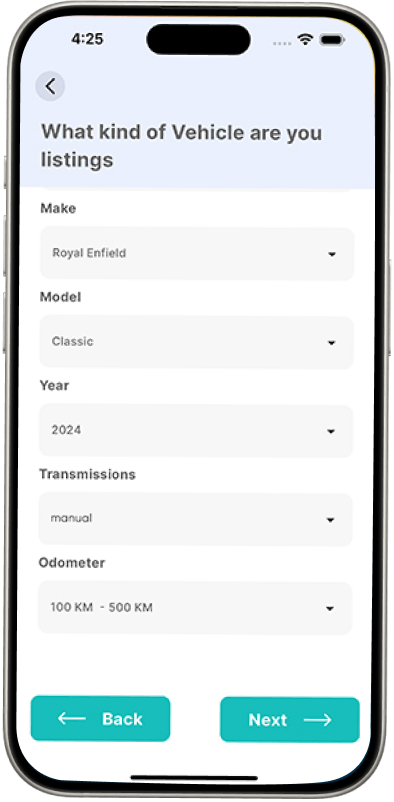 4:25
What kind of Vehicle are you
listings
Make
Royal Enfield
Model
Classic
Year
2024
Transmissions
manual
Odometer
100 KM - 500 KM
Back
Next